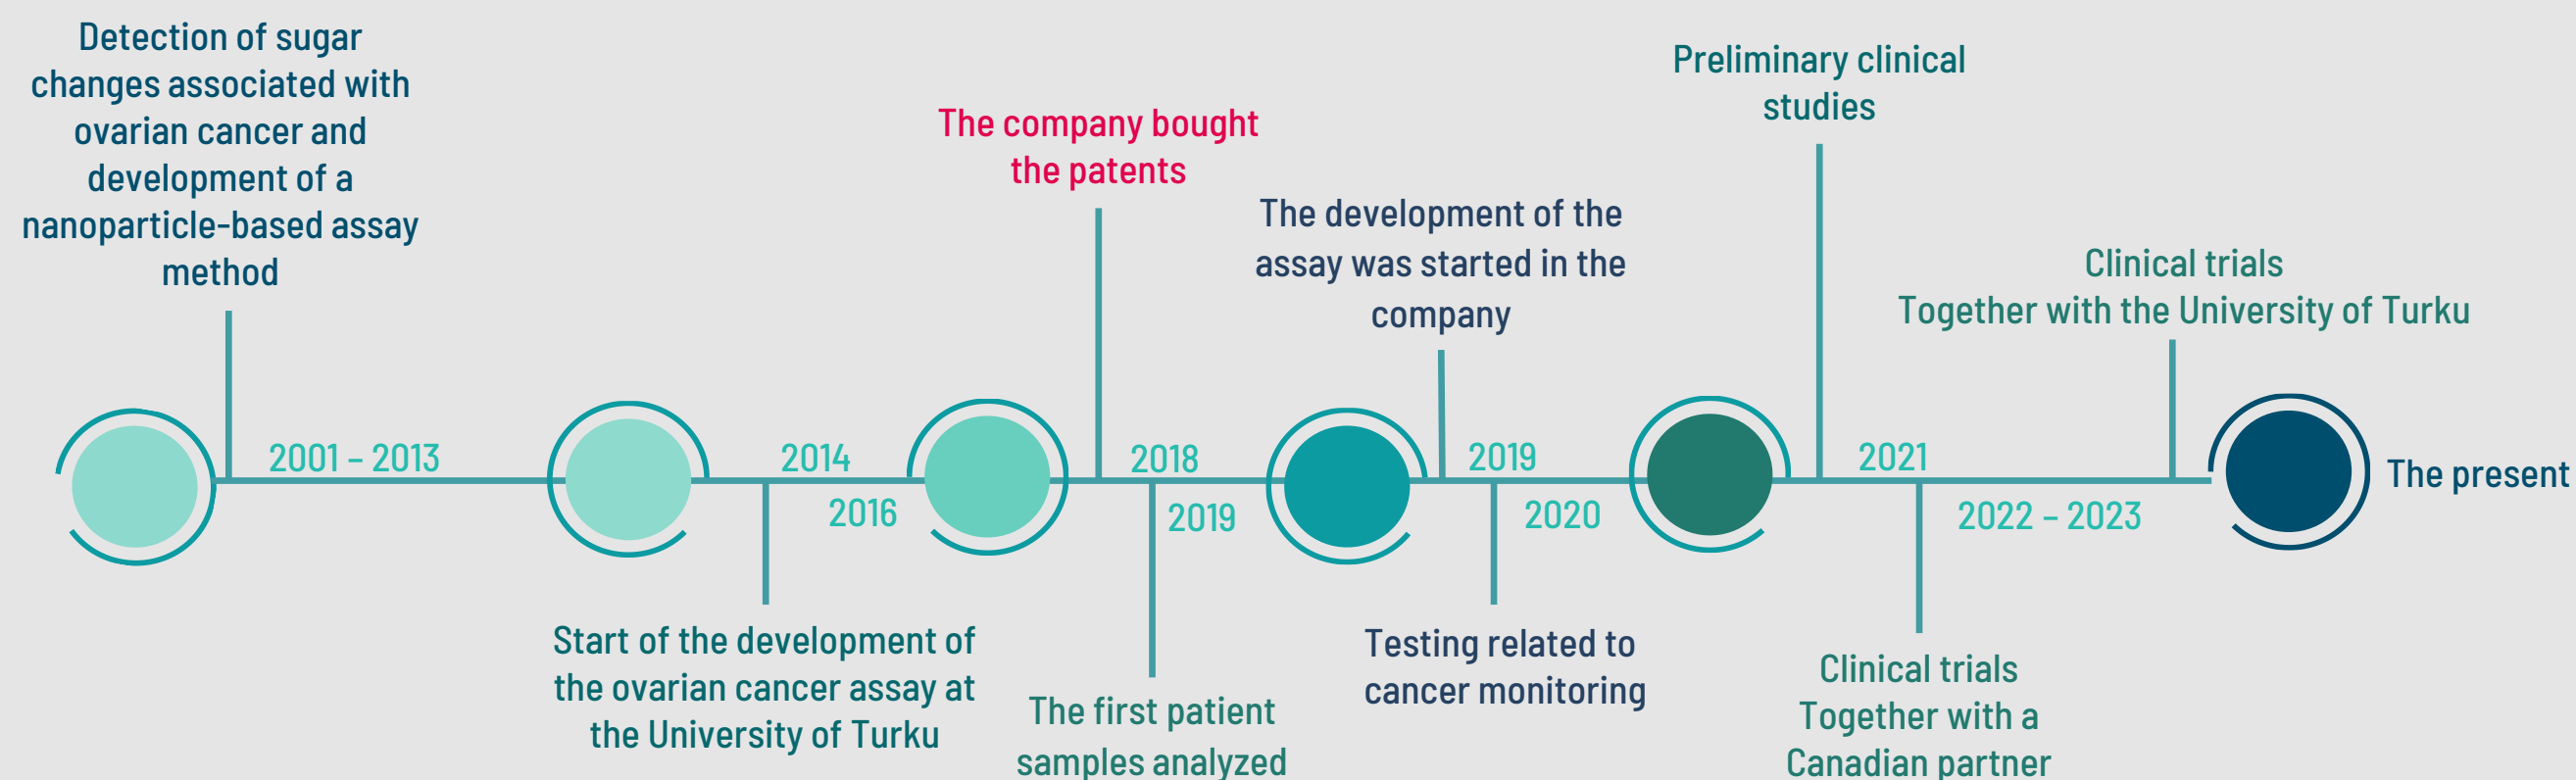 Detection of sugar
changes associated with
ovarian cancer and
development of a
nanoparticle-based assay
method
2001 – 2013
2014
2016
Start of the development of
the ovarian cancer assay at
the University of Turku
The company bought
the patents
2018
2019
The first patient
samples analyzed
The development of the
assay was started in the
company
2019
2020
Testing related to
cancer monitoring
Preliminary clinical
studies
2021
2022 – 2023
Clinical trials
Together with a
Canadian partner
Clinical trials
Together with the University of Turku
The present